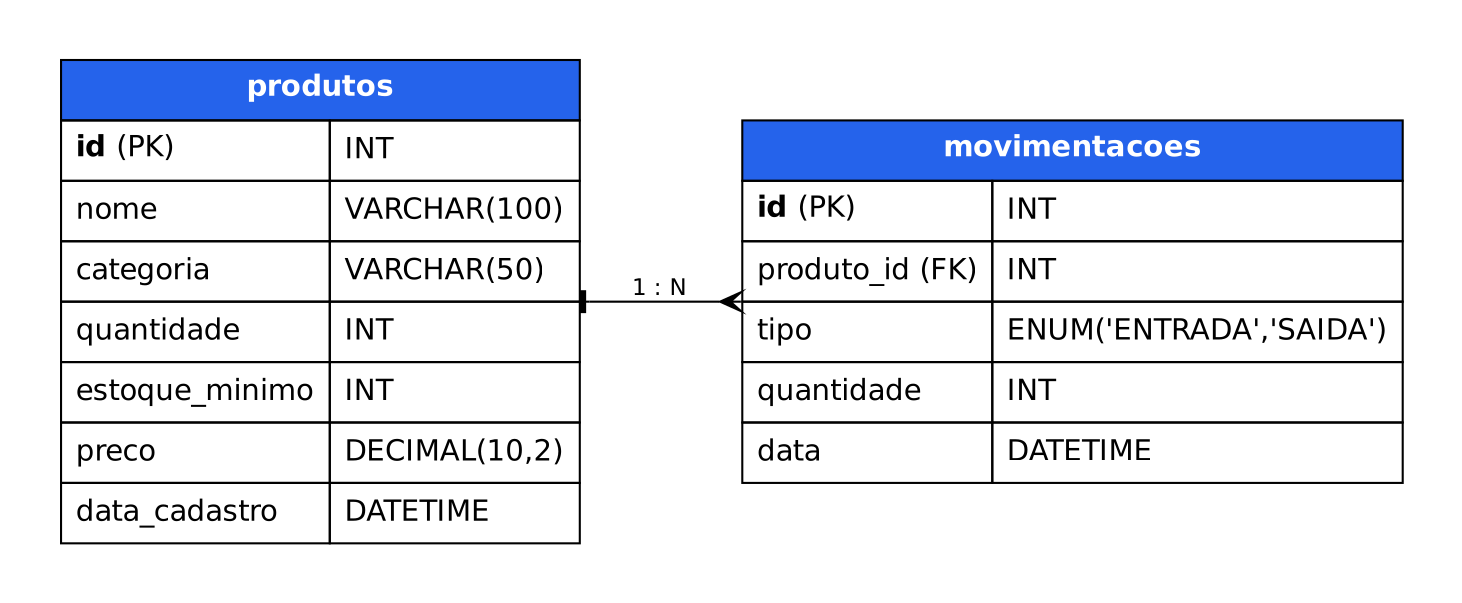 produtos
id (PK) INT
nome VARCHAR(100)
categoria VARCHAR(50)
quantidade INT
estoque_minimo INT
preco DECIMAL(10,2)
data_cadastro DATETIME
1 : N
movimentacoes
id (PK) INT
produto_id (FK) INT
tipo ENUM('ENTRADA','SAIDA')
quantidade INT
data DATETIME